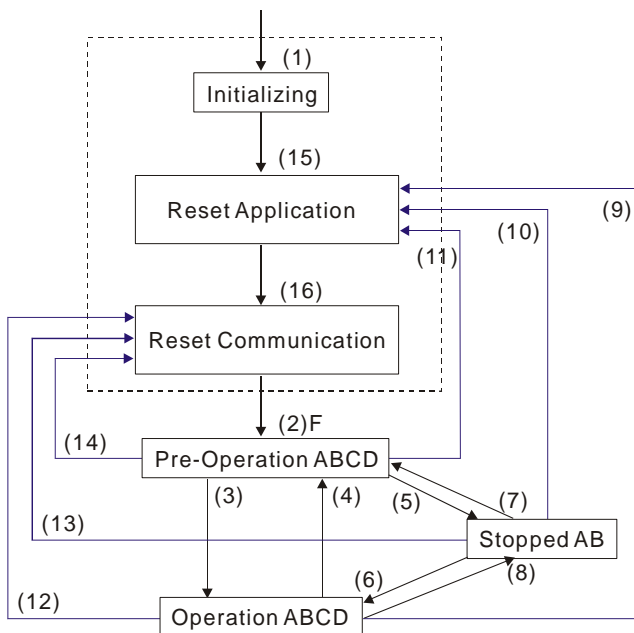 (1)
Initializing
(15)
Reset Application
(9)
(10)
(11)
(16)
Reset Communication
(2)F
(14)
Pre-Operation ABCD
(3)
(4)
(5)
(7)
(13)
Stopped AB
(6)
(8)
(12)
Operation ABCD